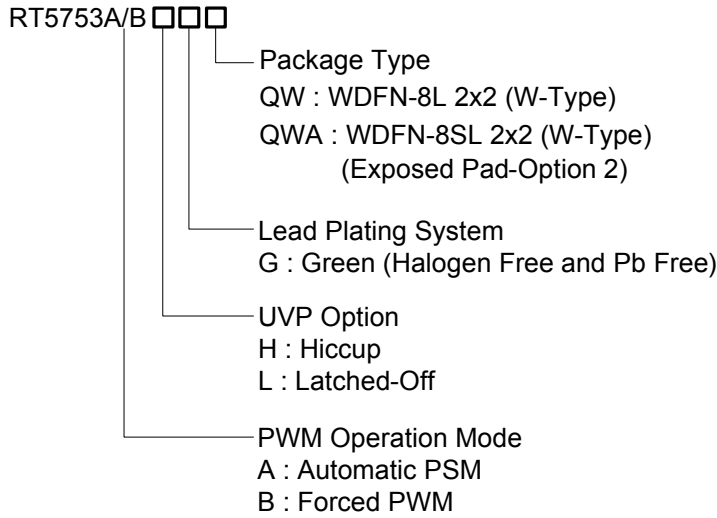 RT5753A/B
Package Type
QW : WDFN-8L 2x2 (W-Type)
QWA : WDFN-8SL 2x2 (W-Type)
(Exposed Pad-Option 2)
Lead Plating System
G : Green (Halogen Free and Pb Free)
UVP Option
H : Hiccup
L : Latched-Off
PWM Operation Mode
A : Automatic PSM
B : Forced PWM